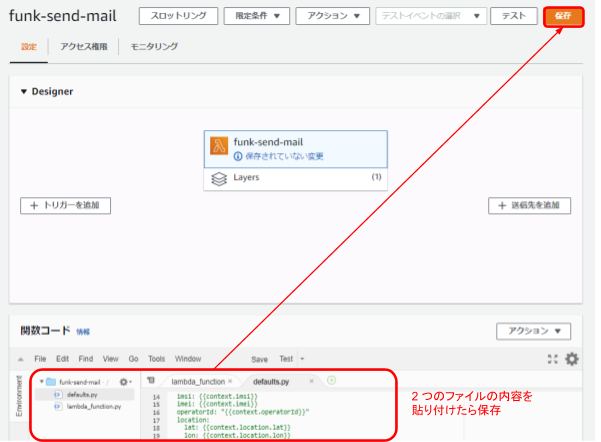 funk-send-mail
スロットリング
限定条件 ▼
アクション ▼
テストイベントの選択 ▼
テスト
保存
設定
アクセス権限
モニタリング
▼ Designer
funk-send-mail
保存されていない変更
Layers (1)
+ トリガーを追加
+ 送信先を追加
関数コード 情報
アクション ▼
File Edit Find View Go Tools Window Save Test
Environment
funk-send-mail - /
defaults.py
lambda_function.py
lambda_function ×
defaults.py ×
14 imsi: {{context.imsi}}
15 imei: {{context.imei}}
16 operatorId: "{{context.operatorId}}"
17 location:
18 lat: {{context.location.lat}}
19 lon: {{context.location.lon}}
2 つのファイルの内容を
貼り付けたら保存